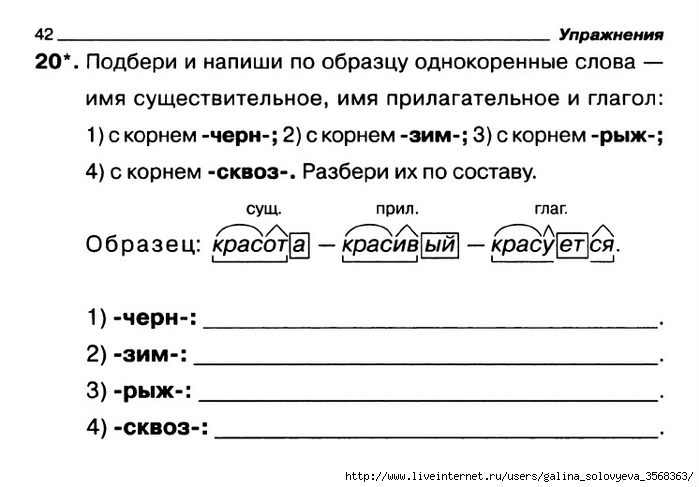 42 Упражнения
20*. Подбери и напиши по образцу однокоренные слова —
имя существительное, имя прилагательное и глагол:
1) с корнем -черн-; 2) с корнем -зим-; 3) с корнем -рыж-;
4) с корнем -сквоз-. Разбери их по составу.
сущ. прил. глаг.
Образец: красота — красивый — красуется.
1) -черн-: .
2) -зим-: .
3) -рыж-: .
4) -сквоз-: .
http://www.liveinternet.ru/users/galina_solovyeva_3568363/